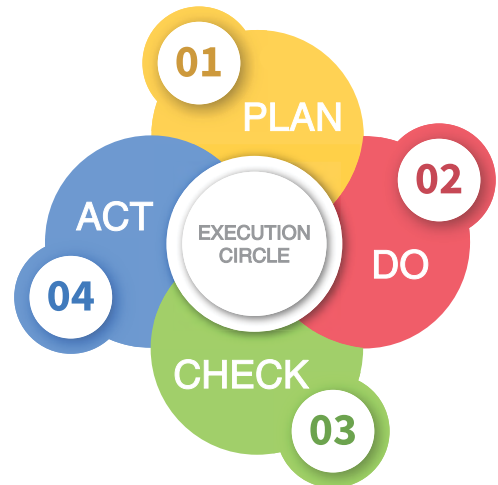 01
PLAN
02
DO
EXECUTION
CIRCLE
03
CHECK
04
ACT